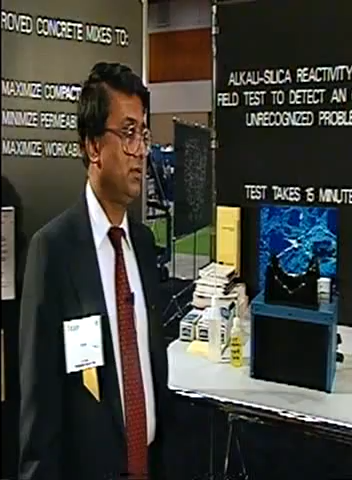 ROVED CONCRETE MIXES TO:
MAXIMIZE COMPACT
MINIMIZE PERMEAB
MAXIMIZE WORKAB
ALKALI-SILICA REACTIVITY
FIELD TEST TO DETECT AN
UNRECOGNIZED PROBLE
TEST TAKES 15 MINUTE